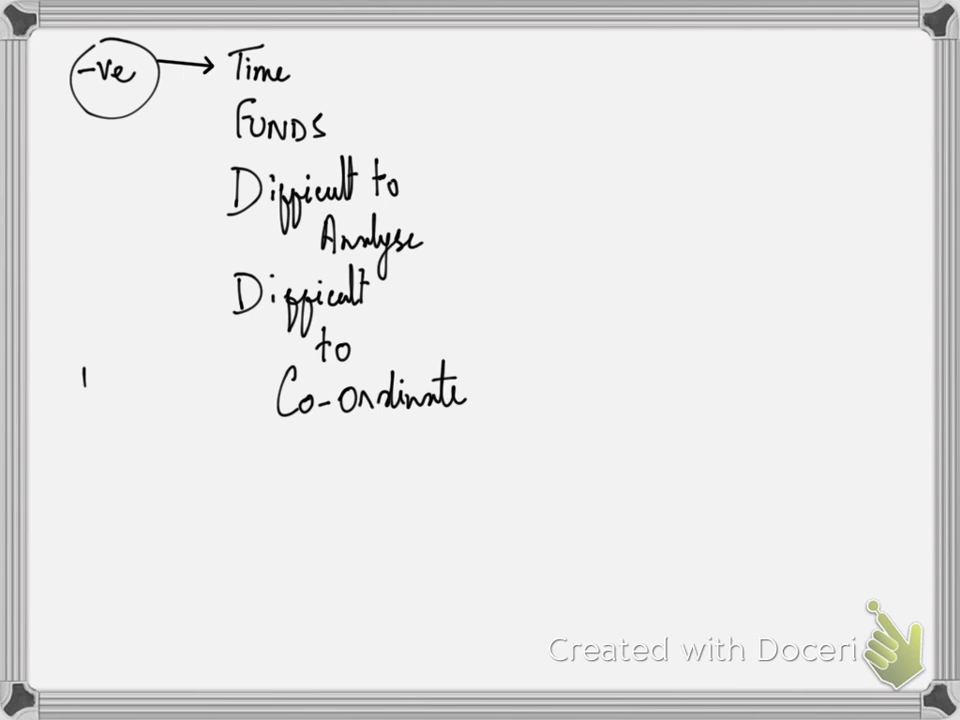 -ve → Time
FUNDS
Difficult to
Analyse
Difficult
to
Co-ordinate
Created with Doceri